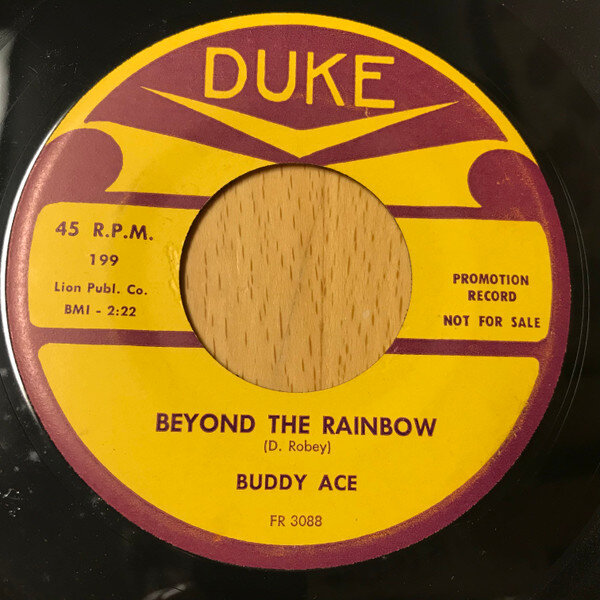 DUKE
45 R.P.M.
199
Lion Publ. Co.
BMI - 2:22
PROMOTION
RECORD
NOT FOR SALE
BEYOND THE RAINBOW
(D. Robey)
BUDDY ACE
FR 3088